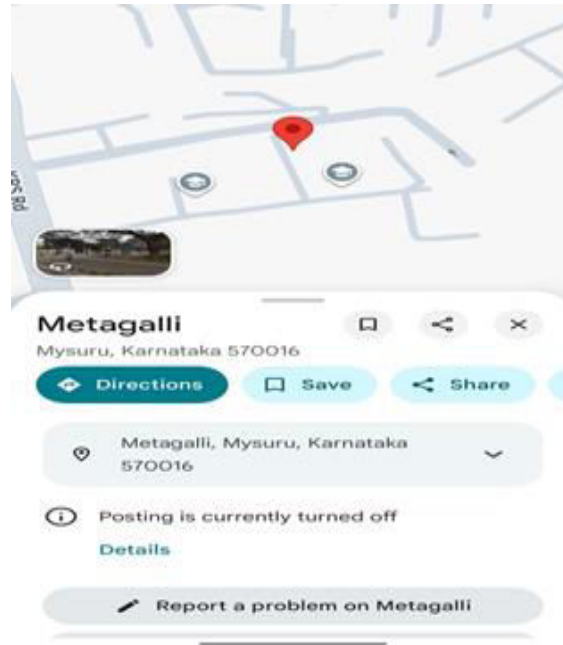 Metagalli
Mysuru, Karnataka 570016
Directions
Save
Share
Metagalli, Mysuru, Karnataka
570016
Posting is currently turned off
Details
Report a problem on Metagalli